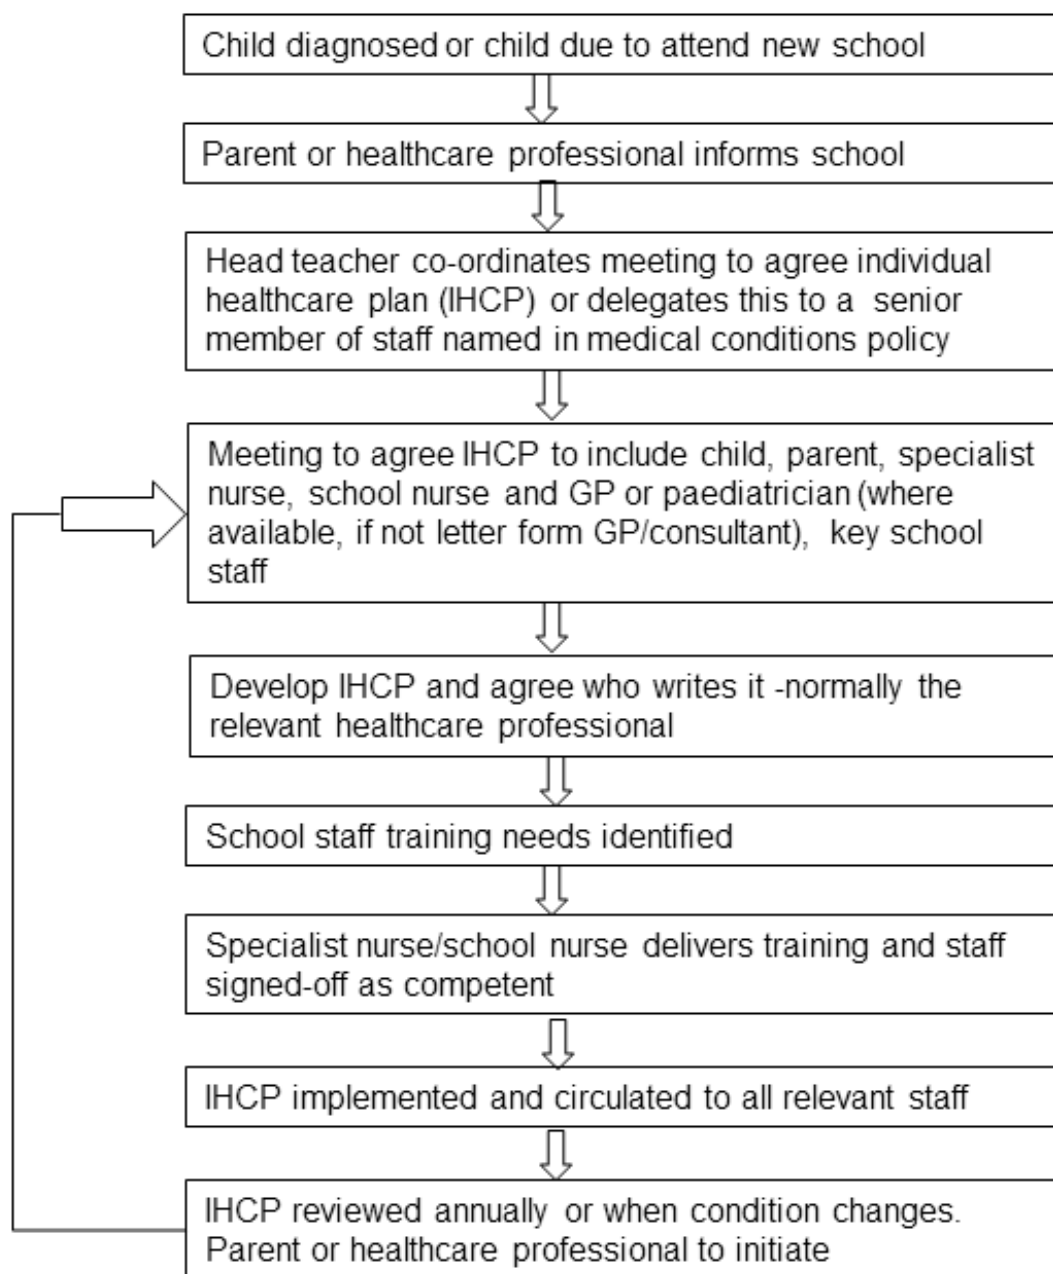 Child diagnosed or child due to attend new school
Parent or healthcare professional informs school
Head teacher co-ordinates meeting to agree individual
healthcare plan (IHCP) or delegates this to a senior
member of staff named in medical conditions policy
Meeting to agree IHCP to include child, parent, specialist
nurse, school nurse and GP or paediatrician (where
available, if not letter form GP/consultant), key school
staff
Develop IHCP and agree who writes it -normally the
relevant healthcare professional
School staff training needs identified
Specialist nurse/school nurse delivers training and staff
signed-off as competent
IHCP implemented and circulated to all relevant staff
IHCP reviewed annually or when condition changes.
Parent or healthcare professional to initiate